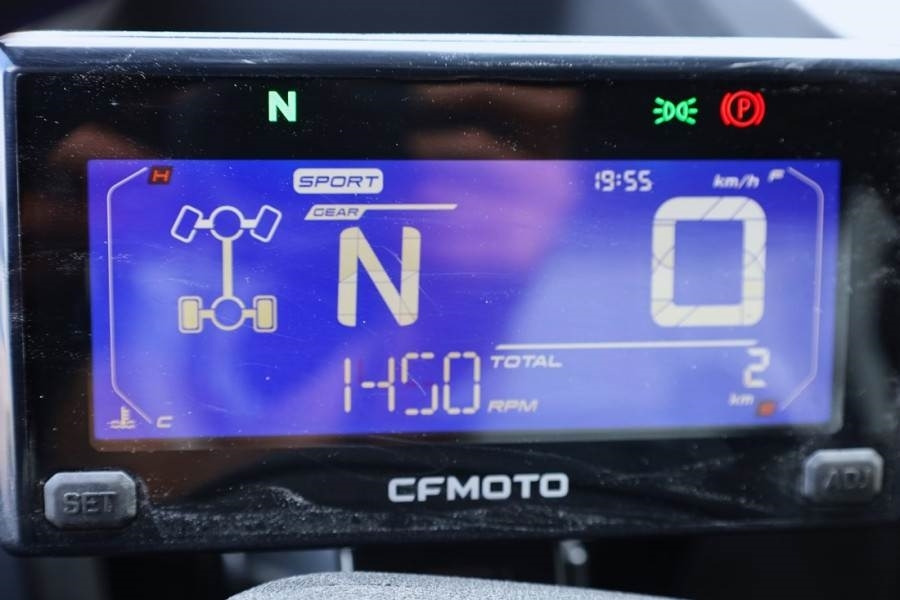 N P
H SPORT 19:55 km/h F
GEAR
N 0
1450 RPM TOTAL 2 km
C E
CFMOTO
SET ADJ